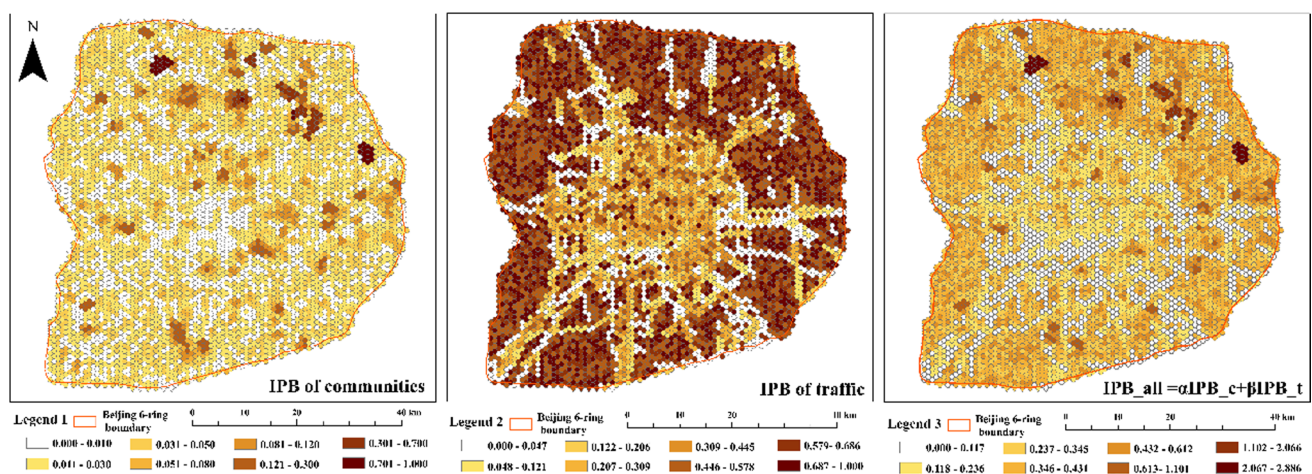 N
IPB of communities
Legend 1 Beijing 6-ring boundary
0 10 20 40 km
0.000 - 0.010 0.031 - 0.050 0.081 - 0.120 0.301 - 0.700
0.011 - 0.030 0.051 - 0.080 0.121 - 0.300 0.701 - 1.000
IPB of traffic
Legend 2 Beijing 6-ring boundary
0 10 20 40 km
0.000 - 0.047 0.122 - 0.206 0.309 - 0.445 0.579 - 0.686
0.048 - 0.121 0.207 - 0.309 0.446 - 0.578 0.687 - 1.000
IPB_all =αIPB_c+βIPB_t
Legend 3 Beijing 6-ring boundary
0 10 20 40 km
0.000 - 0.117 0.237 - 0.345 0.432 - 0.612 1.102 - 2.066
0.118 - 0.236 0.346 - 0.431 0.613 - 1.101